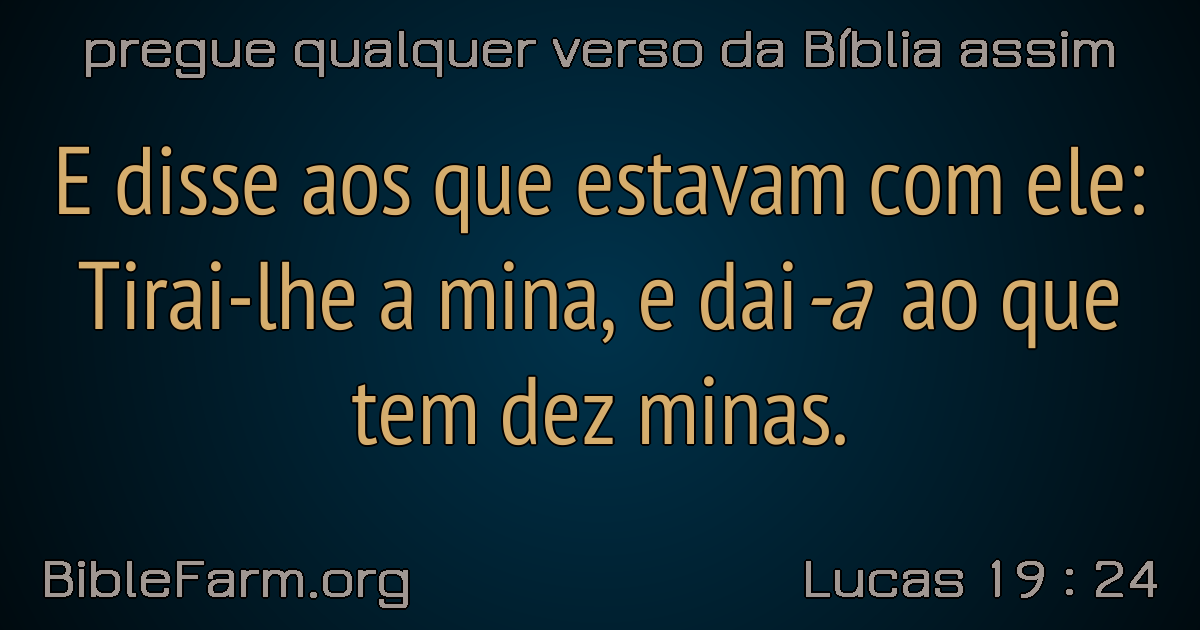 pregue qualquer verso da Bíblia assim
E disse aos que estavam com ele:
Tirai-lhe a mina, e dai-a ao que
tem dez minas.
BibleFarm.org
Lucas 19 : 24